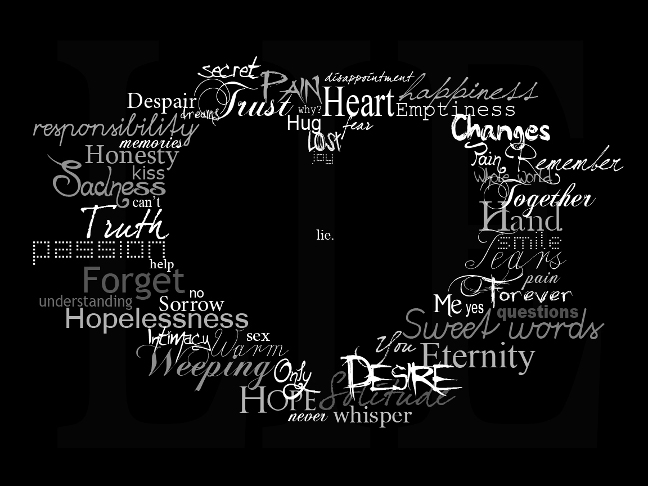 secret
PAIN
disappointment
happiness
Despair
dreams
Trust
why?
Heart
Emptiness
responsibility
Hug
fear
Changes
memories
Lost
Honesty
joy
Pain
Remember
kiss
whole world
Sadness
can't
Together
Truth
Hand
lie.
smile
passion
Tears
help
Forget
pain
understanding
no
Sorrow
Me
yes
Forever
Hopelessness
questions
Sweet words
Intimacy
sex
Warm
You
Eternity
Weeping
Only
DESIRE
HOPE
Solitude
never
whisper
LIE